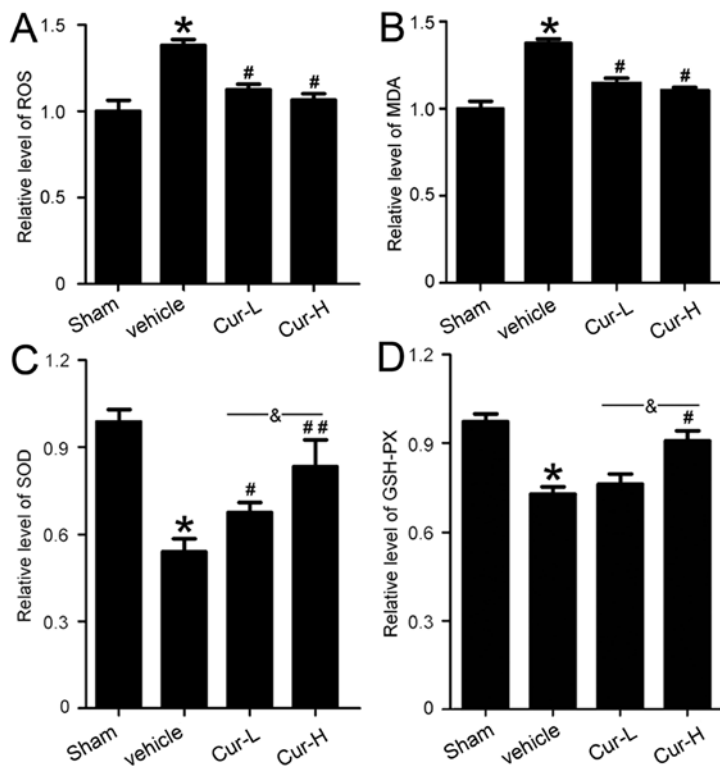 A
Relative level of ROS
1.5
1.0
0.5
0
*
#
#
Sham
vehicle
Cur-L
Cur-H
B
Relative level of MDA
1.5
1.0
0.5
0
*
#
#
Sham
vehicle
Cur-L
Cur-H
C
Relative level of SOD
1.2
0.9
0.6
0.3
0
*
#
&
##
Sham
vehicle
Cur-L
Cur-H
D
Relative level of GSH-PX
1.2
0.9
0.6
0.3
0
*
&
#
Sham
vehicle
Cur-L
Cur-H